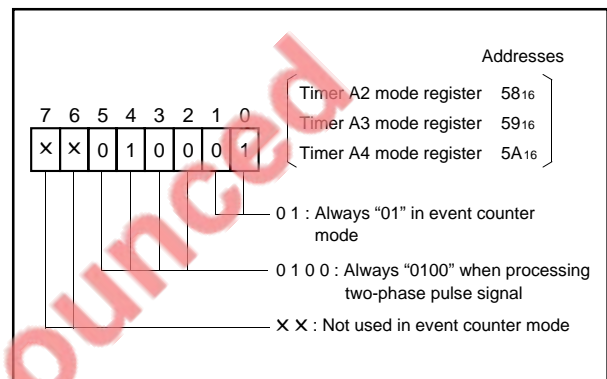 Addresses
Timer A2 mode register 5816
Timer A3 mode register 5916
Timer A4 mode register 5A16
7 6 5 4 3 2 1 0
× × 0 1 0 0 0 1
0 1 : Always “01” in event counter
mode
0 1 0 0 : Always “0100” when processing
two-phase pulse signal
× × : Not used in event counter mode
ounced